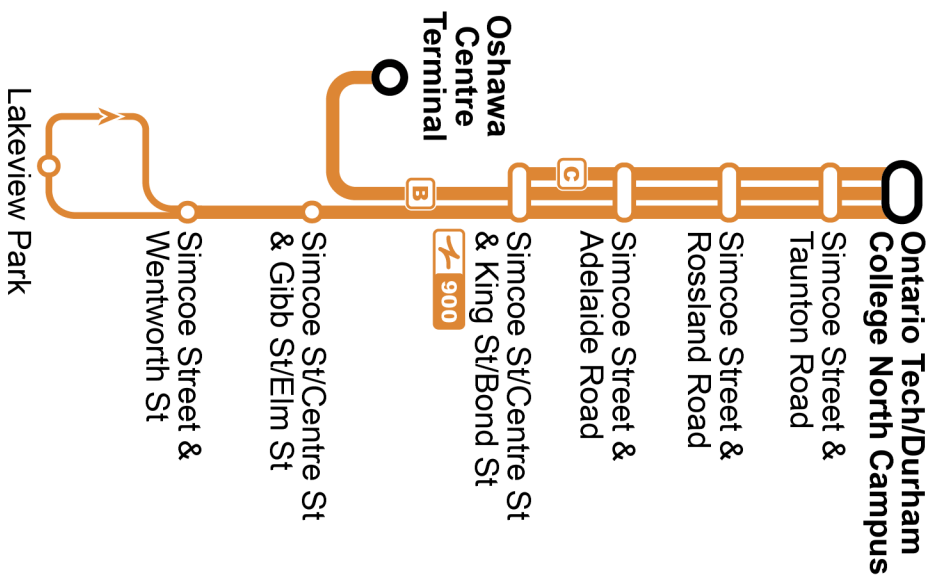 Ontario Tech/Durham
College North Campus
Simcoe Street &
Taunton Road
Simcoe Street &
Rossland Road
Simcoe Street &
Adelaide Road
C
Simcoe St/Centre St
& King St/Bond St
900
B
Oshawa
Centre
Terminal
Simcoe St/Centre St
& Gibb St/Elm St
Simcoe Street &
Wentworth St
Lakeview Park